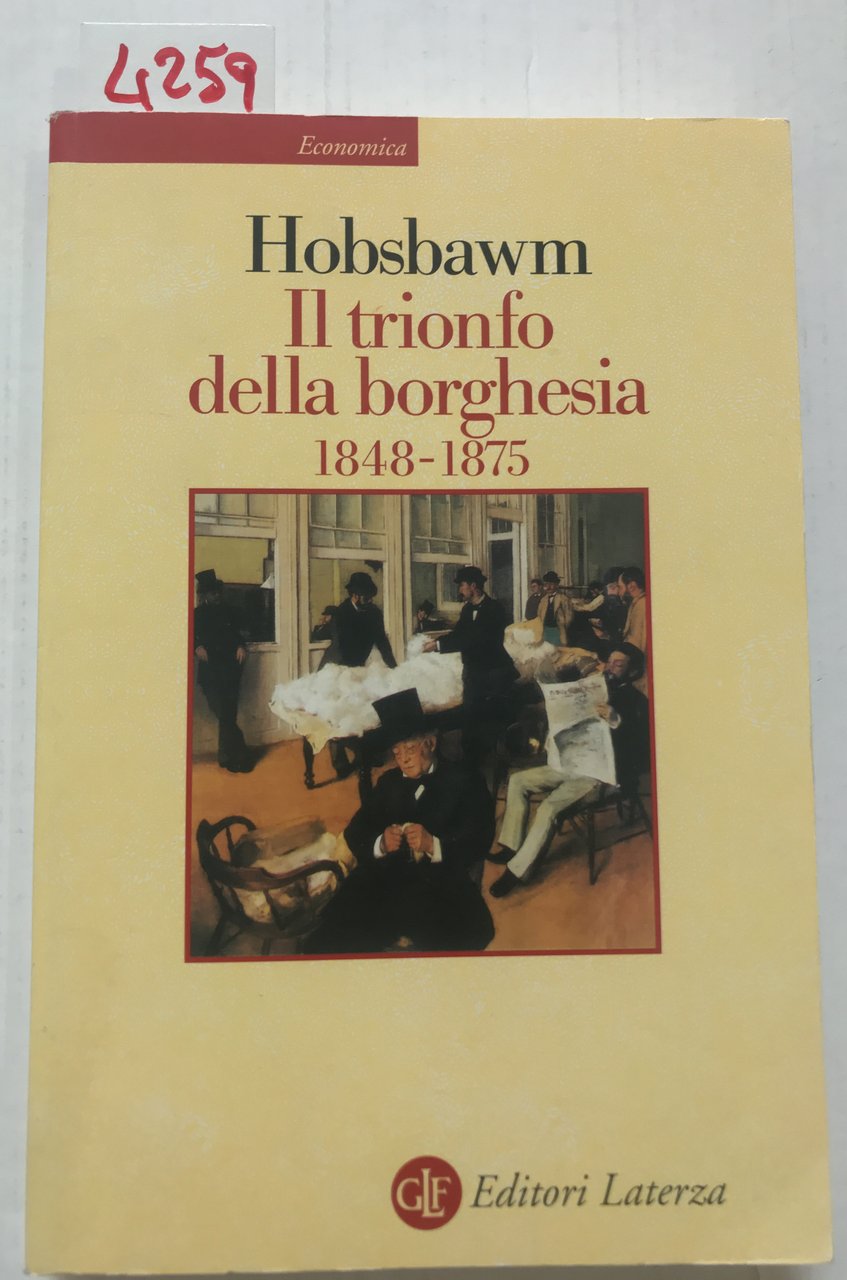 4259
Economica
Hobsbawm
Il trionfo
della borghesia
1848-1875
GLF Editori Laterza